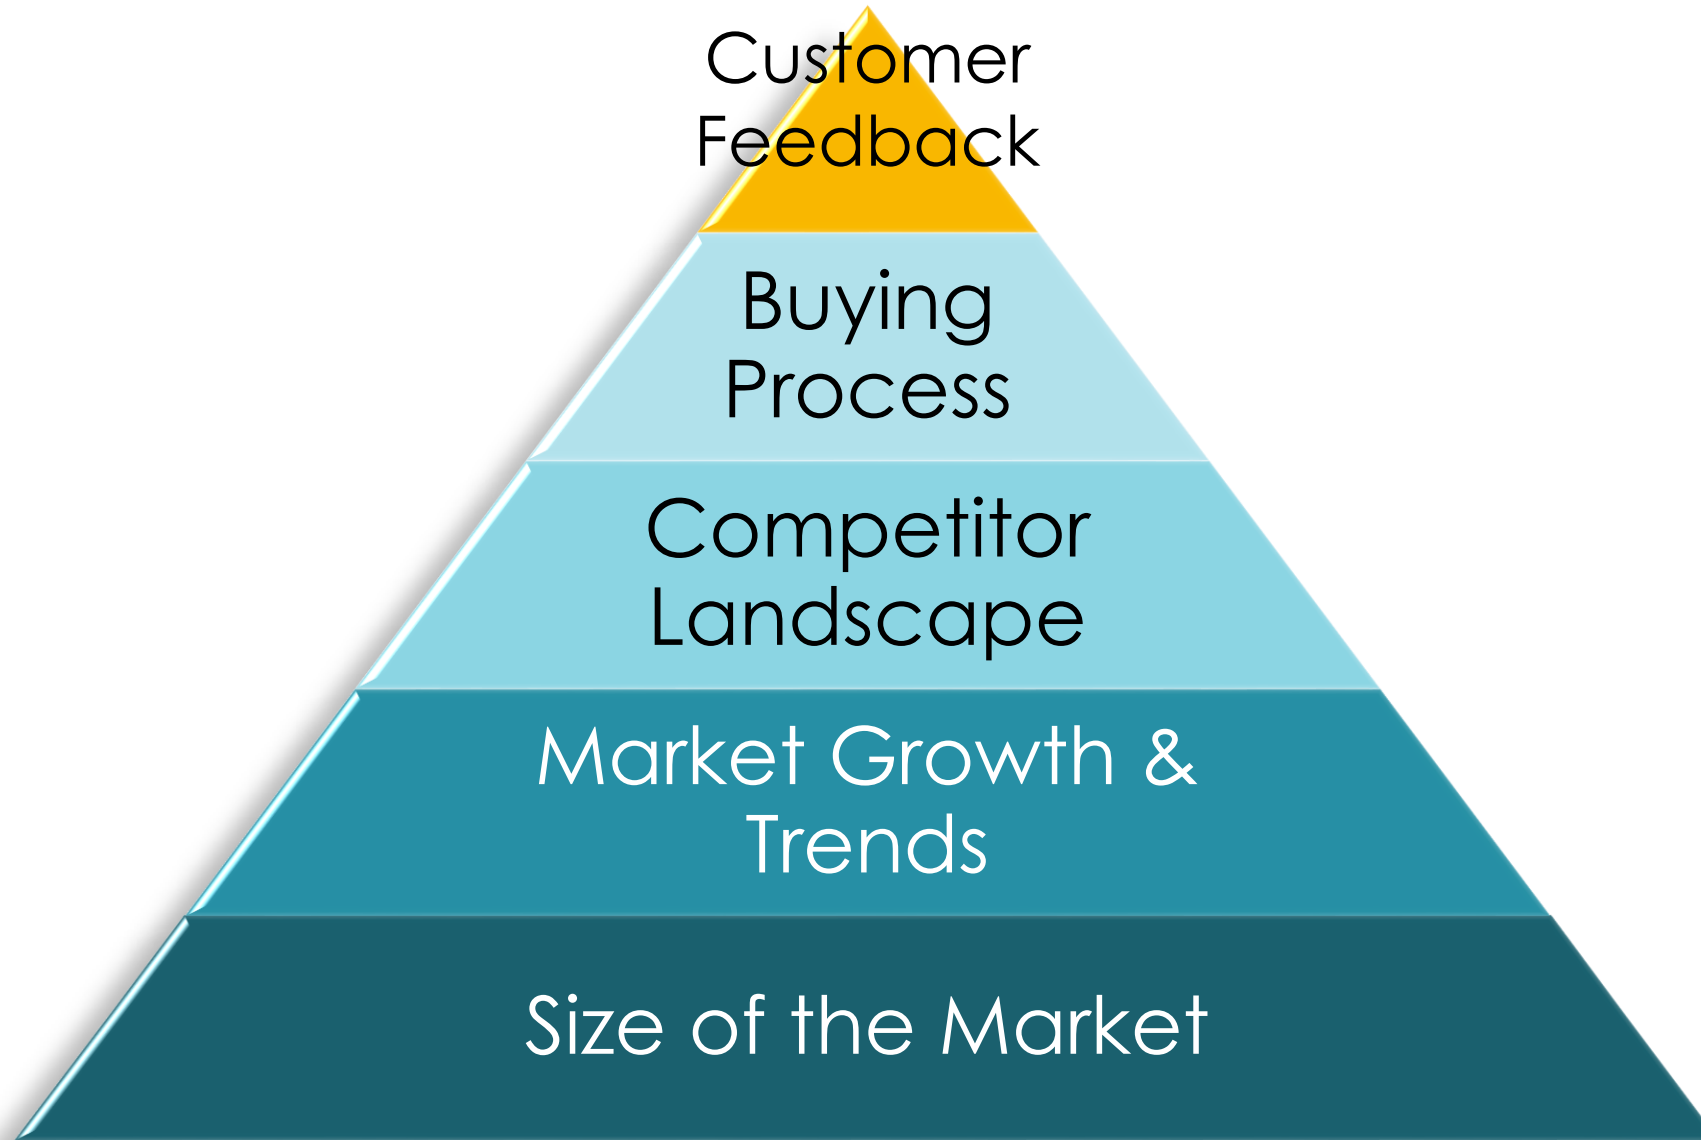 Customer
Feedback
Buying
Process
Competitor
Landscape
Market Growth &
Trends
Size of the Market